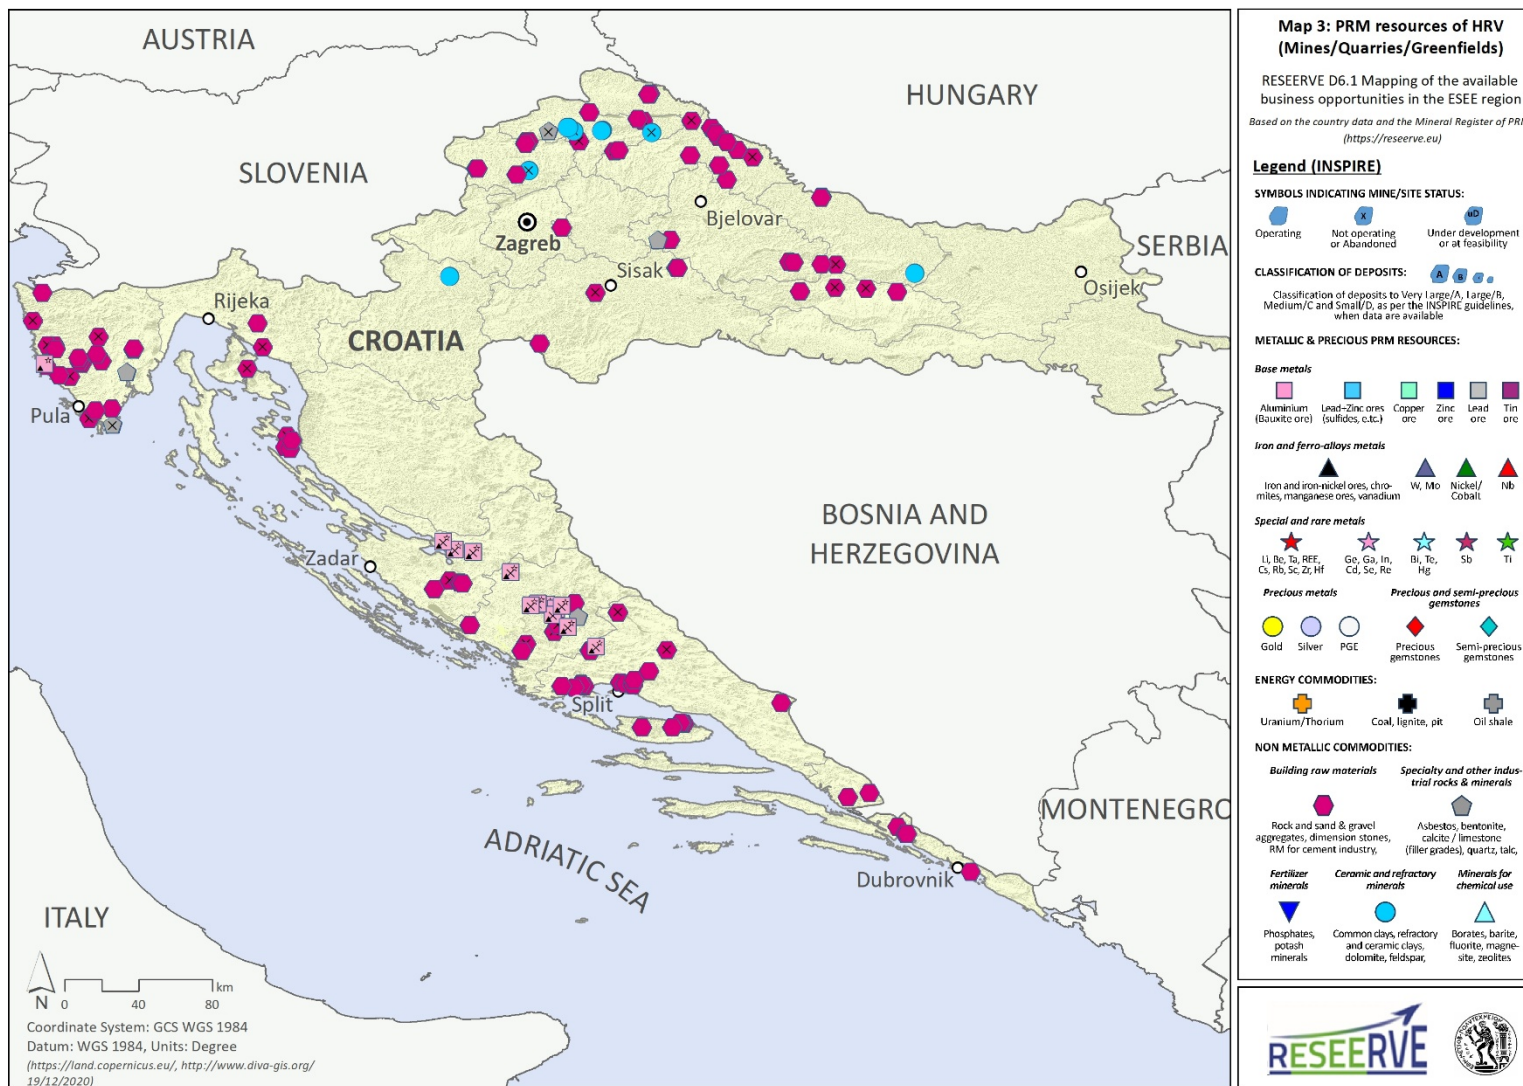 AUSTRIA
HUNGARY
SLOVENIA
Bjelovar
Zagreb
SERBIA
Sisak
Osijek
Rijeka
CROATIA
Pula
BOSNIA AND
HERZEGOVINA
Zadar
Split
MONTENEGRO
ADRIATIC SEA
Dubrovnik
ITALY
N
km
0 40 80
Coordinate System: GCS WGS 1984
Datum: WGS 1984, Units: Degree
(https://land.copernicus.eu/, http://www.diva-gis.org/
19/12/2020)
Map 3: PRM resources of HRV
(Mines/Quarries/Greenfields)
RESEERVE D6.1 Mapping of the available
business opportunities in the ESEE region
Based on the country data and the Mineral Register of PRM
(https://reseerve.eu)
Legend (INSPIRE)
SYMBOLS INDICATING MINE/SITE STATUS:
X uD
Operating Not operating Under development
or Abandoned or at feasibility
CLASSIFICATION OF DEPOSITS: A B
Classification of deposits to Very Large/A, Large/B,
Medium/C and Small/D, as per the INSPIRE guidelines,
when data are available
METALLIC & PRECIOUS PRM RESOURCES:
Base metals
Aluminium Lead-Zinc ores Copper Zinc Lead Tin
(Bauxite ore) (sulfides, e.tc.) ore ore ore ore
Iron and ferro-alloys metals
Iron and iron-nickel ores, chro- W, Mo Nickel/ Nb
mites, manganese ores, vanadium Cobalt
Special and rare metals
Li, Be, Ta, REE, Ge, Ga, In, Bi, Te, Sb Ti
Cs, Rb, Sc, Zr, Hf Cd, Se, Re Hg
Precious metals Precious and semi-precious
gemstones
Gold Silver PGE Precious Semi-precious
gemstones gemstones
ENERGY COMMODITIES:
Uranium/Thorium Coal, lignite, pit Oil shale
NON METALLIC COMMODITIES:
Building raw materials Specialty and other indus-
trial rocks & minerals
Rock and sand & gravel Asbestos, bentonite,
aggregates, dimension stones, calcite / limestone
RM for cement industry, (filler grades), quartz, talc,
Fertilizer Ceramic and refractory Minerals for
minerals minerals chemical use
Phosphates, Common clays, refractory Borates, barite,
potash and ceramic clays, fluorite, magne-
minerals dolomite, feldspar, site, zeolites
RESEERVE